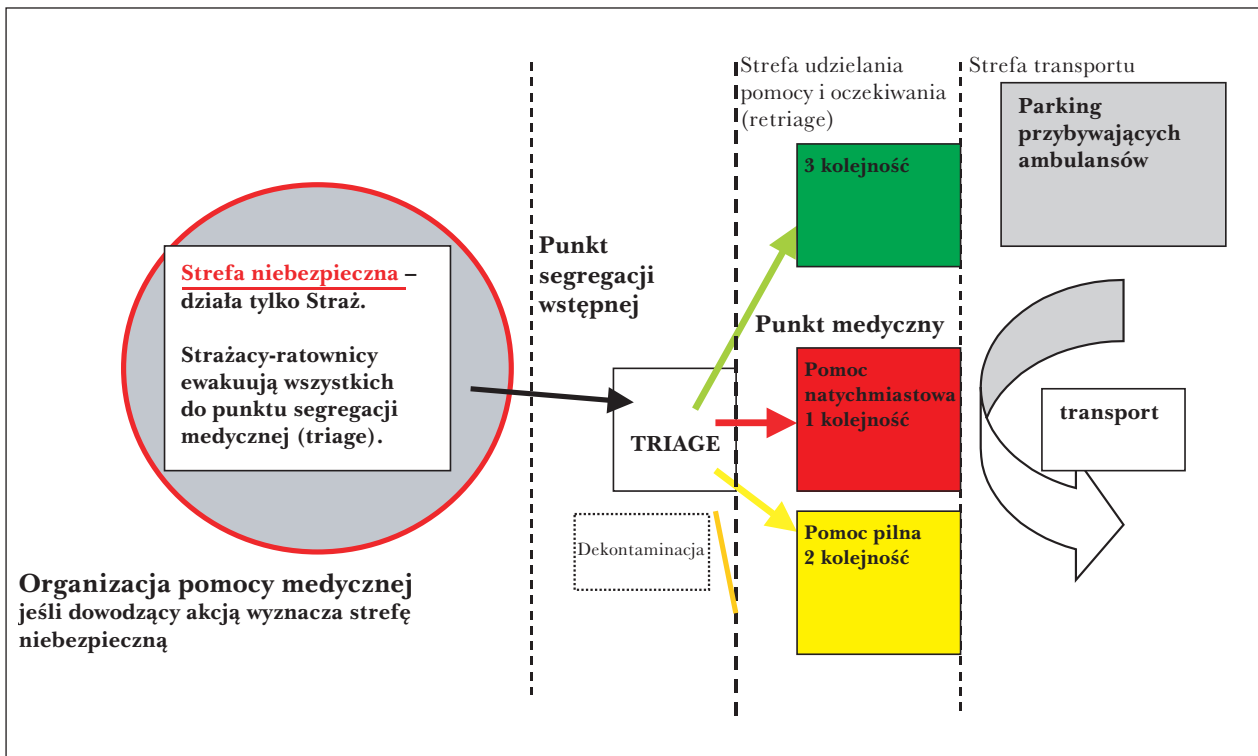 Strefa niebezpieczna –
działa tylko Straż.
Strażacy-ratownicy
ewakuują wszystkich
do punktu segregacji
medycznej (triage).
Organizacja pomocy medycznej
jeśli dowodzący akcją wyznacza strefę
niebezpieczną
Punkt
segregacji
wstępnej
TRIAGE
Dekontaminacja
Strefa udzielania
pomocy i oczekiwania
(retriage)
3 kolejność
Punkt medyczny
Pomoc
natychmiastowa
1 kolejność
Pomoc pilna
2 kolejność
Strefa transportu
Parking
przybywających
ambulansów
transport